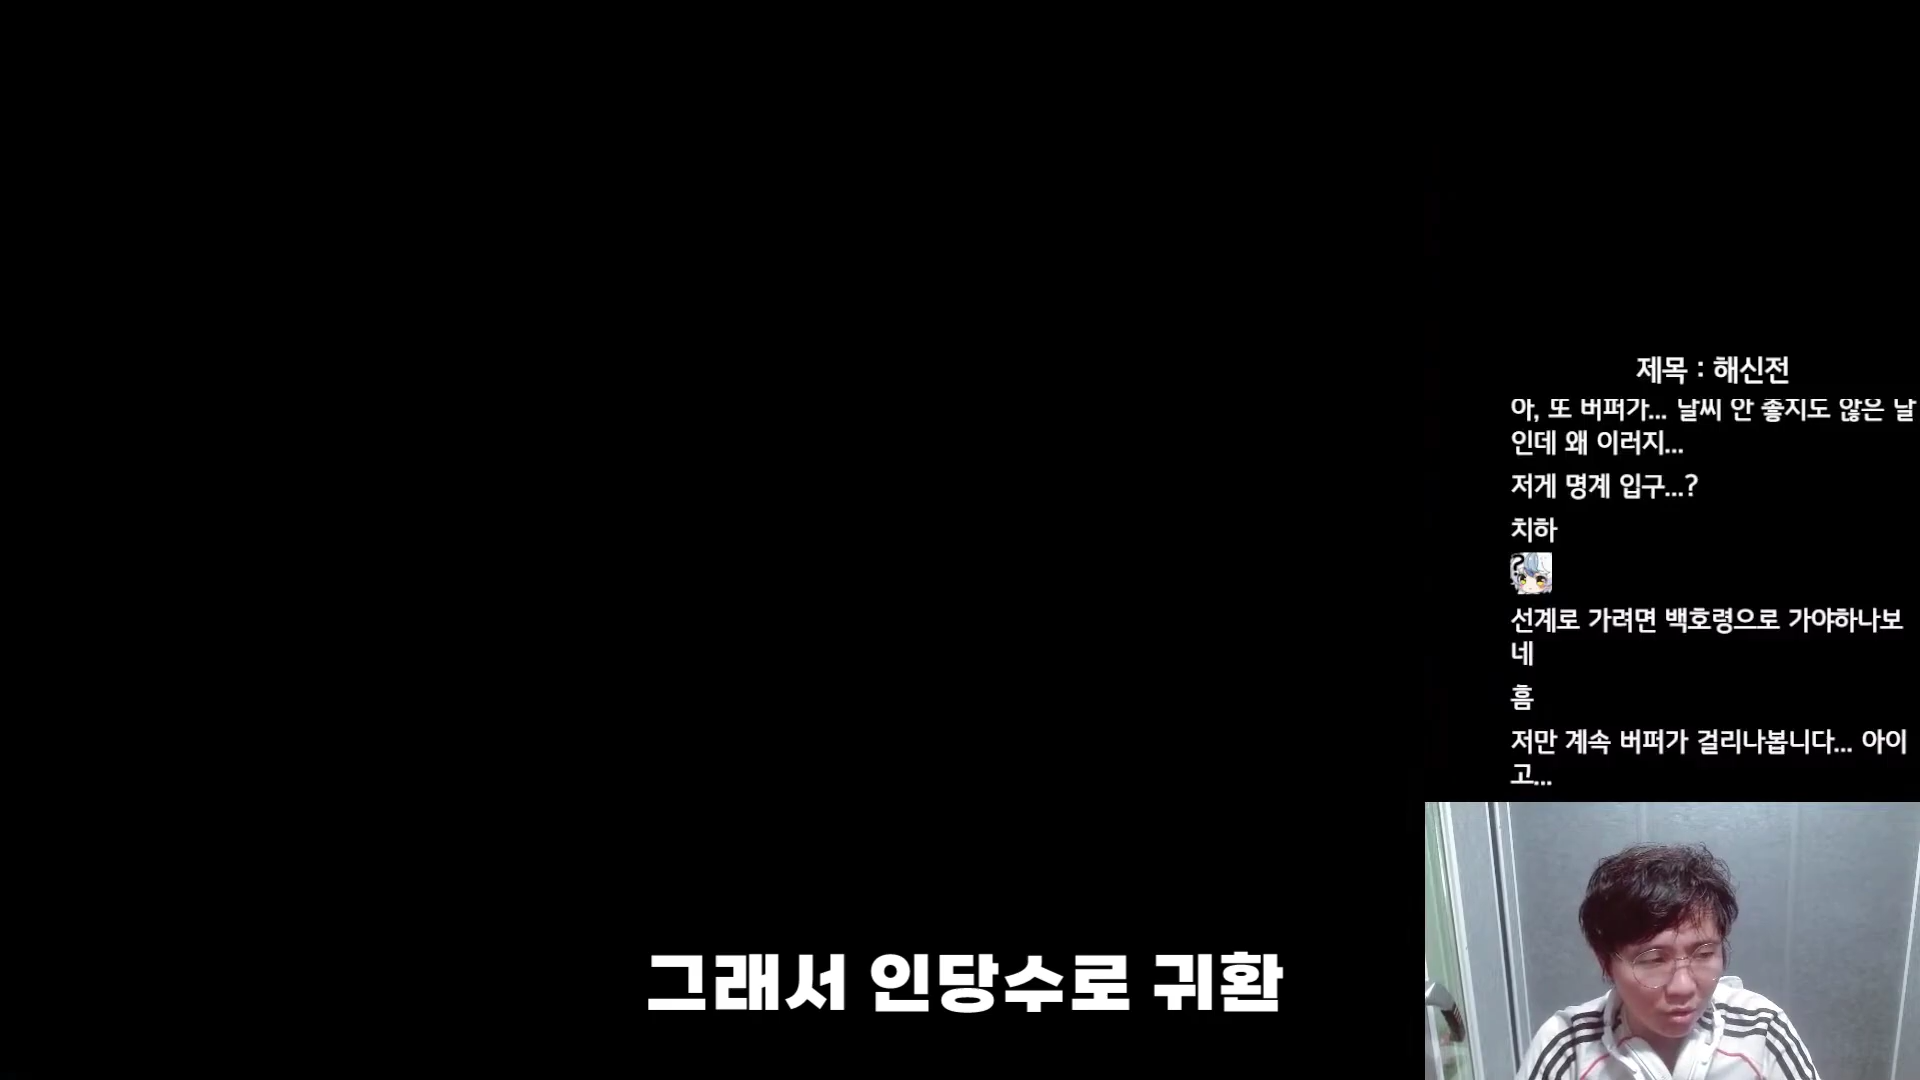 제목 : 해신전
아, 또 버퍼가... 날씨 안 좋지도 않은 날
인데 왜 이러지...
저게 명계 입구...?
치하
선계로 가려면 백호령으로 가야하나보
네
흠
저만 계속 버퍼가 걸리나봅니다... 아이
고...
그래서 인당수로 귀환